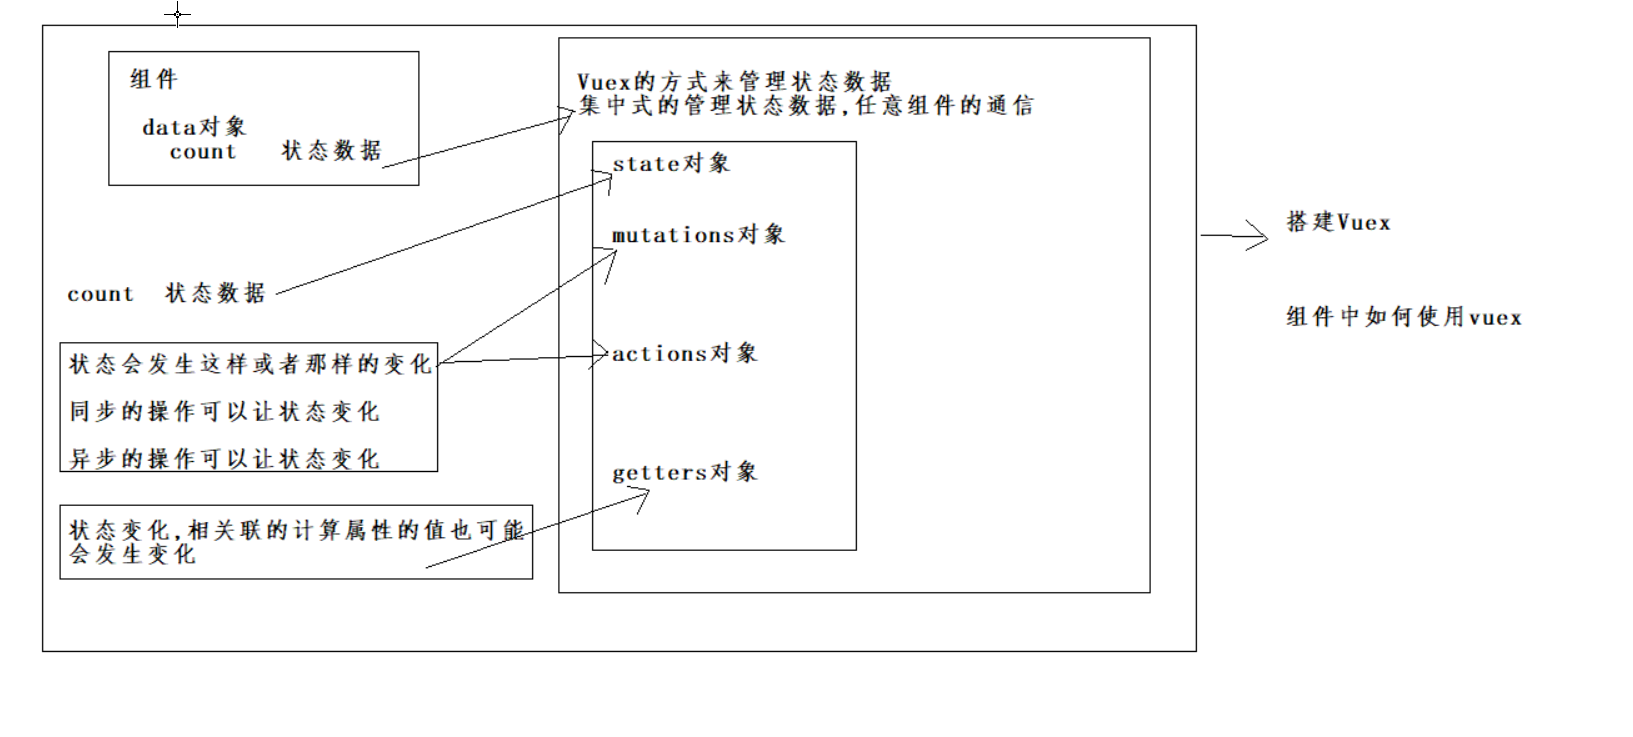 组件
data对象
count 状态数据
Vuex的方式来管理状态数据
集中式的管理状态数据,任意组件的通信
state对象
mutations对象
actions对象
getters对象
count 状态数据
状态会发生这样或者那样的变化
同步的操作可以让状态变化
异步的操作可以让状态变化
状态变化,相关联的计算属性的值也可能
会发生变化
搭建Vuex
组件中如何使用vuex